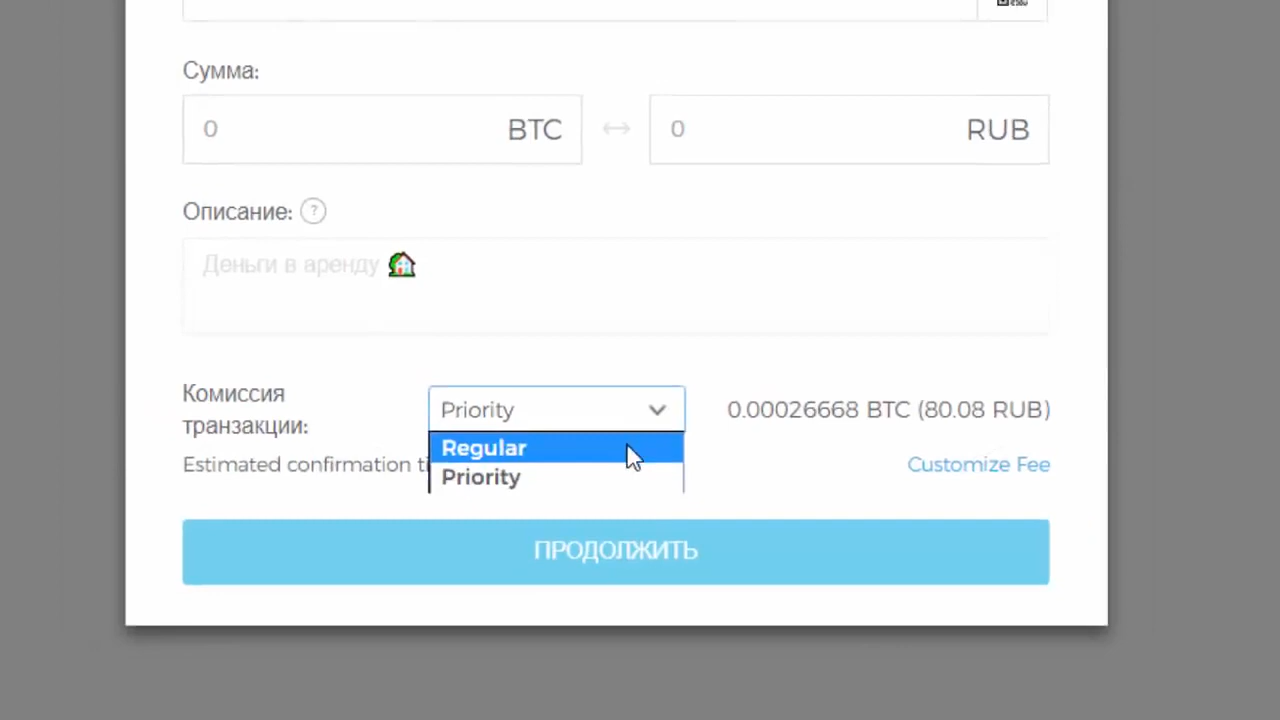 Сумма:
0 BTC 0 RUB
Описание: ?
Деньги в аренду
Комиссия
транзакции:
Priority
0.00026668 BTC (80.08 RUB)
Regular
Priority
Estimated confirmation
Customize Fee
ПРОДОЛЖИТЬ